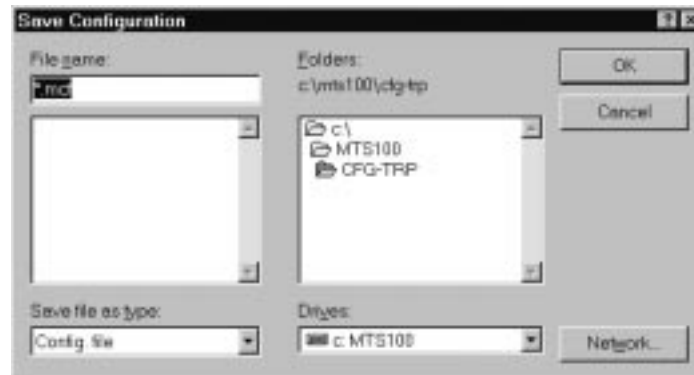 Save Configuration
File name:
Folders:
OK
c:\mts100\cfg-trp
Cancel
c:\
MTS100
CFG-TRP
Save file as type:
Drives:
Config. file
c: MTS100
Network...